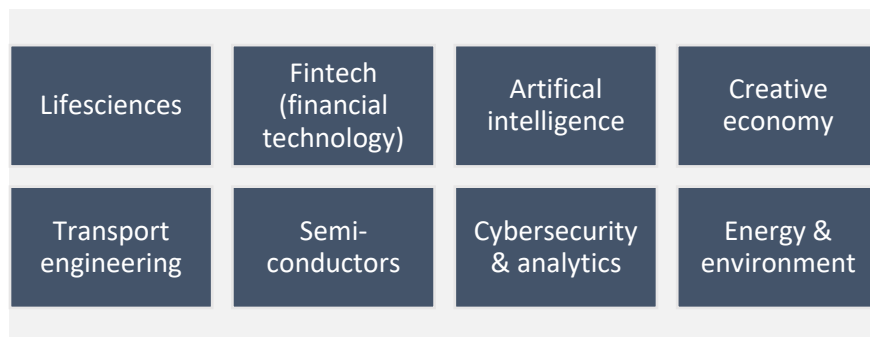 Lifesciences
Fintech
(financial
technology)
Artifical
intelligence
Creative
economy
Transport
engineering
Semi-
conductors
Cybersecurity
& analytics
Energy &
environment